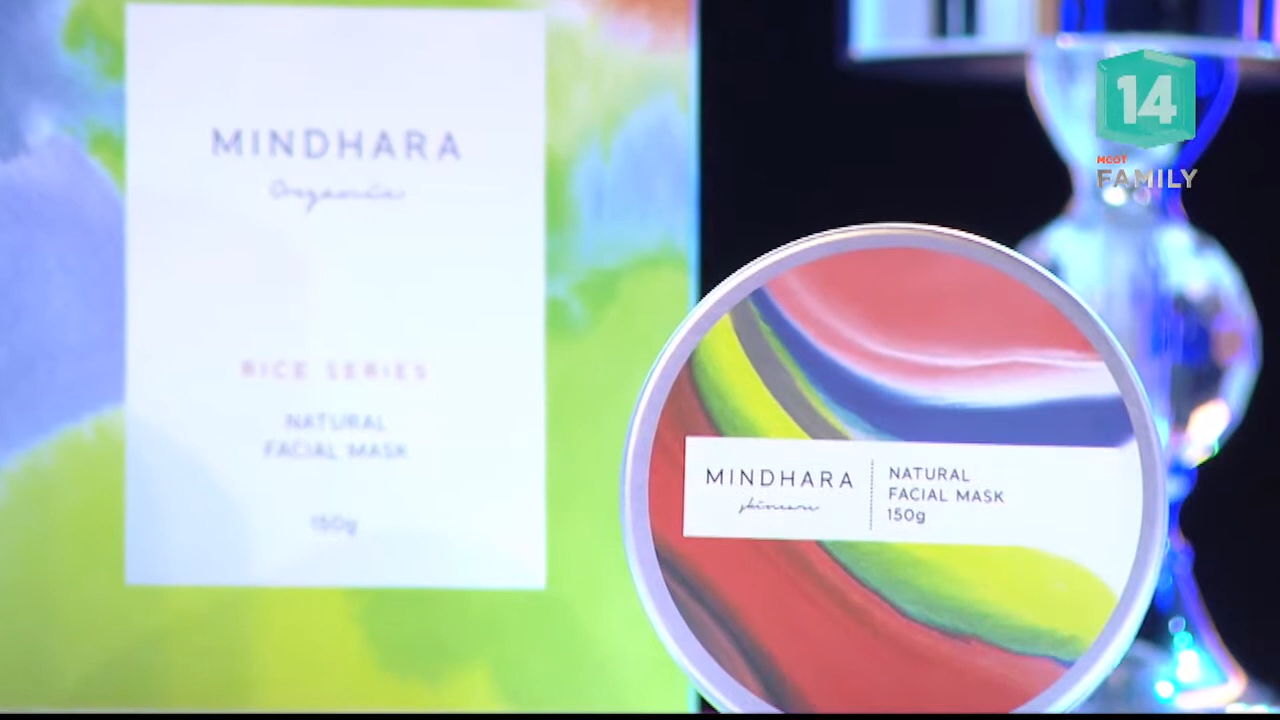 MINDHARA
Organic
RICE SERIES
NATURAL
FACIAL MASK
150g
MINDHARA
skincare
NATURAL
FACIAL MASK
150g
14
MCOT
FAMILY